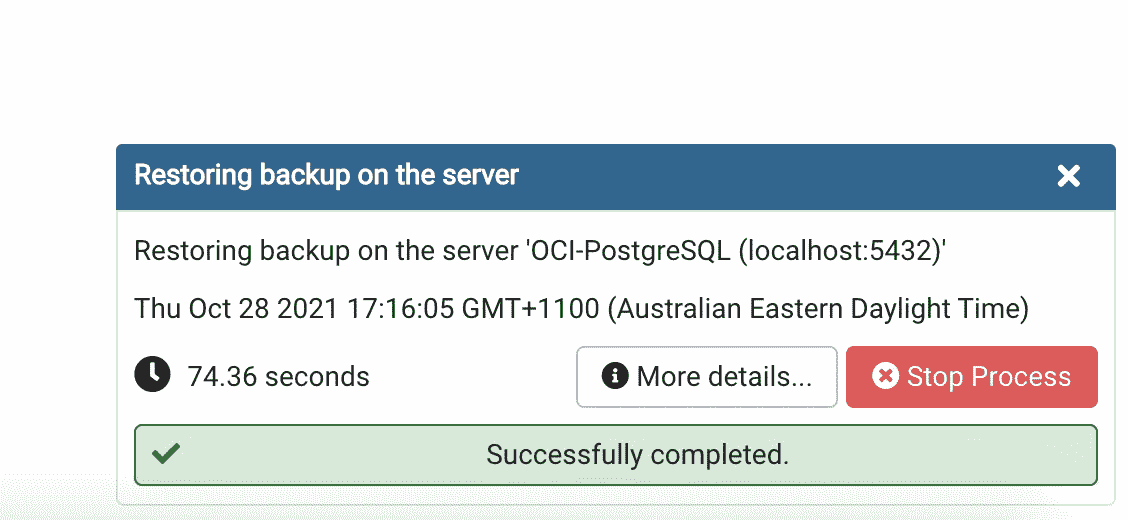 Restoring backup on the server
Restoring backup on the server 'OCI-PostgreSQL (localhost:5432)'
Thu Oct 28 2021 17:16:05 GMT+1100 (Australian Eastern Daylight Time)
74.36 seconds More details... Stop Process
Successfully completed.